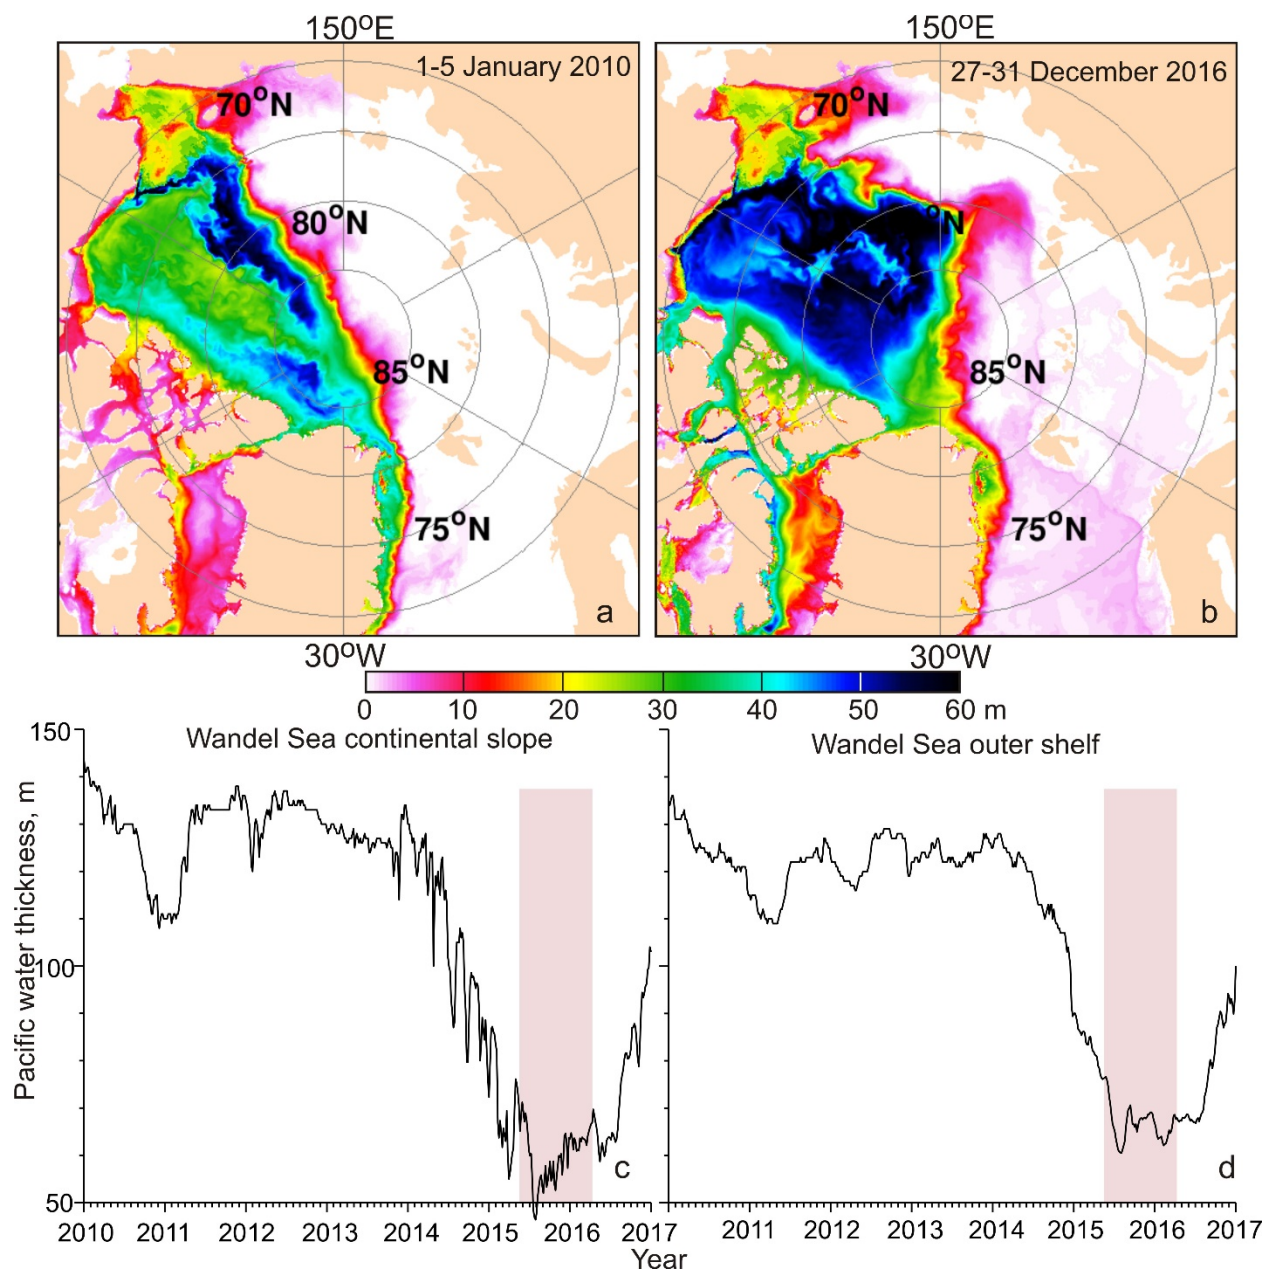 150°E 150°E
1-5 January 2010 27-31 December 2016
70°N 70°N
80°N °N
85°N 85°N
75°N 75°N
a b
30°W 30°W
0 10 20 30 40 50 60 m
Wandel Sea continental slope Wandel Sea outer shelf
150
100
50
Pacific water thickness, m
c d
2010 2011 2012 2013 2014 2015 2016 2017 2011 2012 2013 2014 2015 2016 2017
Year